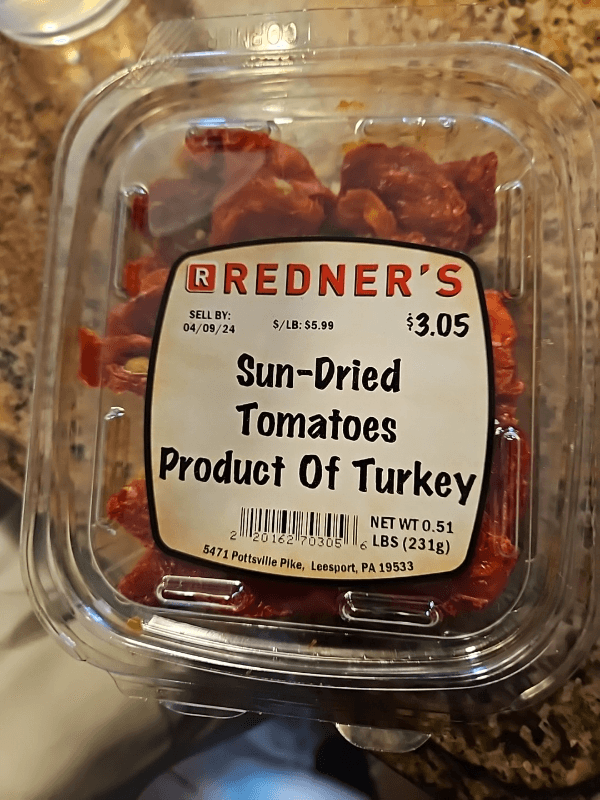 R REDNER'S
SELL BY:
04/09/24
$/LB: $5.99
$3.05
Sun-Dried
Tomatoes
Product Of Turkey
2 20162 70305 6
NET WT 0.51
LBS (231g)
5471 Pottsville Pike, Leesport, PA 19533